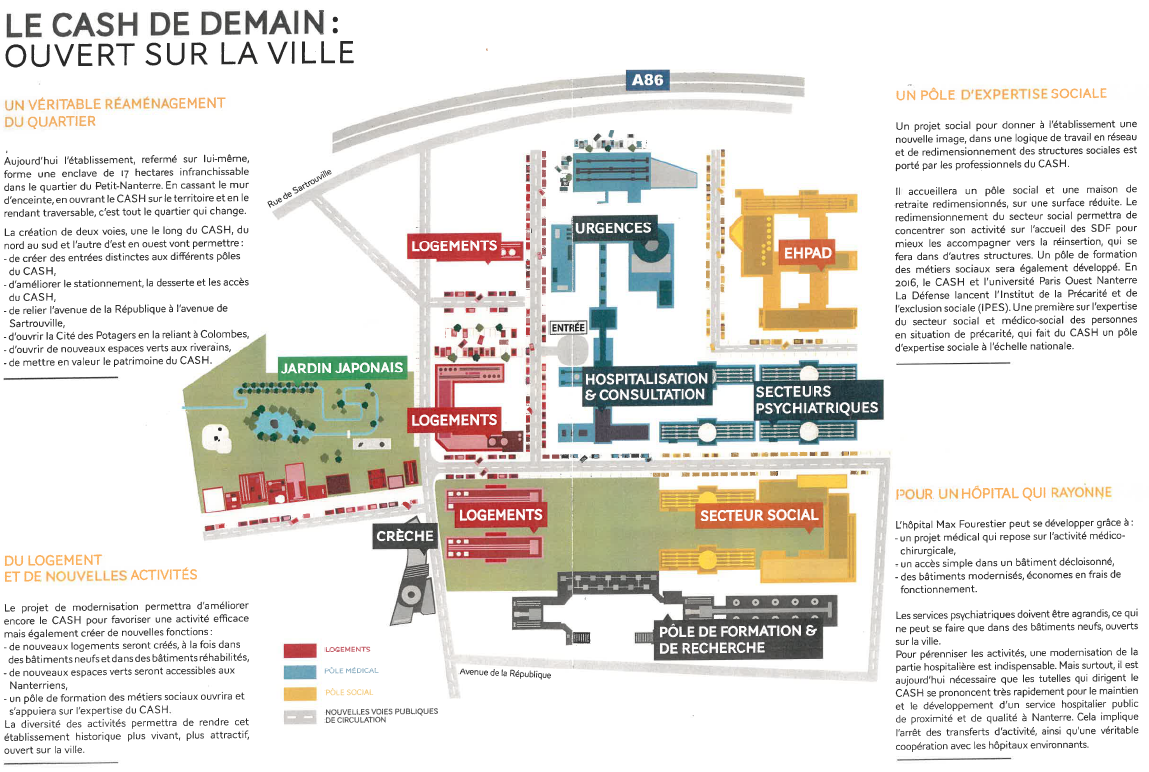 LE CASH DE DEMAIN :
OUVERT SUR LA VILLE
UN VÉRITABLE RÉAMÉNAGEMENT
DU QUARTIER
Aujourd'hui l'établissement, refermé sur lui-même,
forme une enclave de 17 hectares infranchissable
dans le quartier du Petit-Nanterre. En cassant le mur
d'enceinte, en ouvrant le CASH sur le territoire et en le
rendant traversable, c'est tout le quartier qui change.
La création de deux voies, une le long du CASH, du
nord au sud et l'autre d'est en ouest vont permettre :
- de créer des entrées distinctes aux différents pôles
du CASH,
- d'améliorer le stationnement, la desserte et les accès
du CASH,
- de relier l'avenue de la République à l'avenue de
Sartrouville,
- d'ouvrir la Cité des Potagers en la reliant à Colombes,
- d'ouvrir de nouveaux espaces verts aux riverains,
- de mettre en valeur le patrimoine du CASH.
DU LOGEMENT
ET DE NOUVELLES ACTIVITÉS
Le projet de modernisation permettra d'améliorer
encore le CASH pour favoriser une activité efficace
mais également créer de nouvelles fonctions :
- de nouveaux logements seront créés, à la fois dans
des bâtiments neufs et dans des bâtiments réhabilités,
- de nouveaux espaces verts seront accessibles aux
Nanterriens,
- un pôle de formation des métiers sociaux ouvrira et
s'appuiera sur l'expertise du CASH.
La diversité des activités permettra de rendre cet
établissement historique plus vivant, plus attractif,
ouvert sur la ville.
A86
Rue de Sartrouville
LOGEMENTS
URGENCES
EHPAD
ENTRÉE
JARDIN JAPONAIS
LOGEMENTS
HOSPITALISATION
& CONSULTATION
SECTEURS
PSYCHIATRIQUES
LOGEMENTS
SECTEUR SOCIAL
CRÈCHE
PÔLE DE FORMATION &
DE RECHERCHE
Avenue de la République
LOGEMENTS
PÔLE MÉDICAL
PÔLE SOCIAL
NOUVELLES VOIES PUBLIQUES
DE CIRCULATION
UN PÔLE D'EXPERTISE SOCIALE
Un projet social pour donner à l'établissement une
nouvelle image, dans une logique de travail en réseau
et de redimensionnement des structures sociales est
porté par les professionnels du CASH.
Il accueillera un pôle social et une maison de
retraite redimensionnés, sur une surface réduite. Le
redimensionnement du secteur social permettra de
concentrer son activité sur l'accueil des SDF pour
mieux les accompagner vers la réinsertion, qui se
fera dans d'autres structures. Un pôle de formation
des métiers sociaux sera également développé. En
2016, le CASH et l'université Paris Ouest Nanterre
La Défense lancent l'Institut de la Précarité et de
l'exclusion sociale (IPES). Une première sur l'expertise
du secteur social et médico-social des personnes
en situation de précarité, qui fait du CASH un pôle
d'expertise sociale à l'échelle nationale.
POUR UN HÔPITAL QUI RAYONNE
L'hôpital Max Fourestier peut se développer grâce à :
- un projet médical qui repose sur l'activité médico-
chirurgicale,
- un accès simple dans un bâtiment décloisonné,
- des bâtiments modernisés, économes en frais de
fonctionnement.
Les services psychiatriques doivent être agrandis, ce qui
ne peut se faire que dans des bâtiments neufs, ouverts
sur la ville.
Pour pérenniser les activités, une modernisation de la
partie hospitalière est indispensable. Mais surtout, il est
aujourd'hui nécessaire que les tutelles qui dirigent le
CASH se prononcent très rapidement pour le maintien
et le développement d'un service hospitalier public
de proximité et de qualité à Nanterre. Cela implique
l'arrêt des transferts d'activité, ainsi qu'une véritable
coopération avec les hôpitaux environnants.